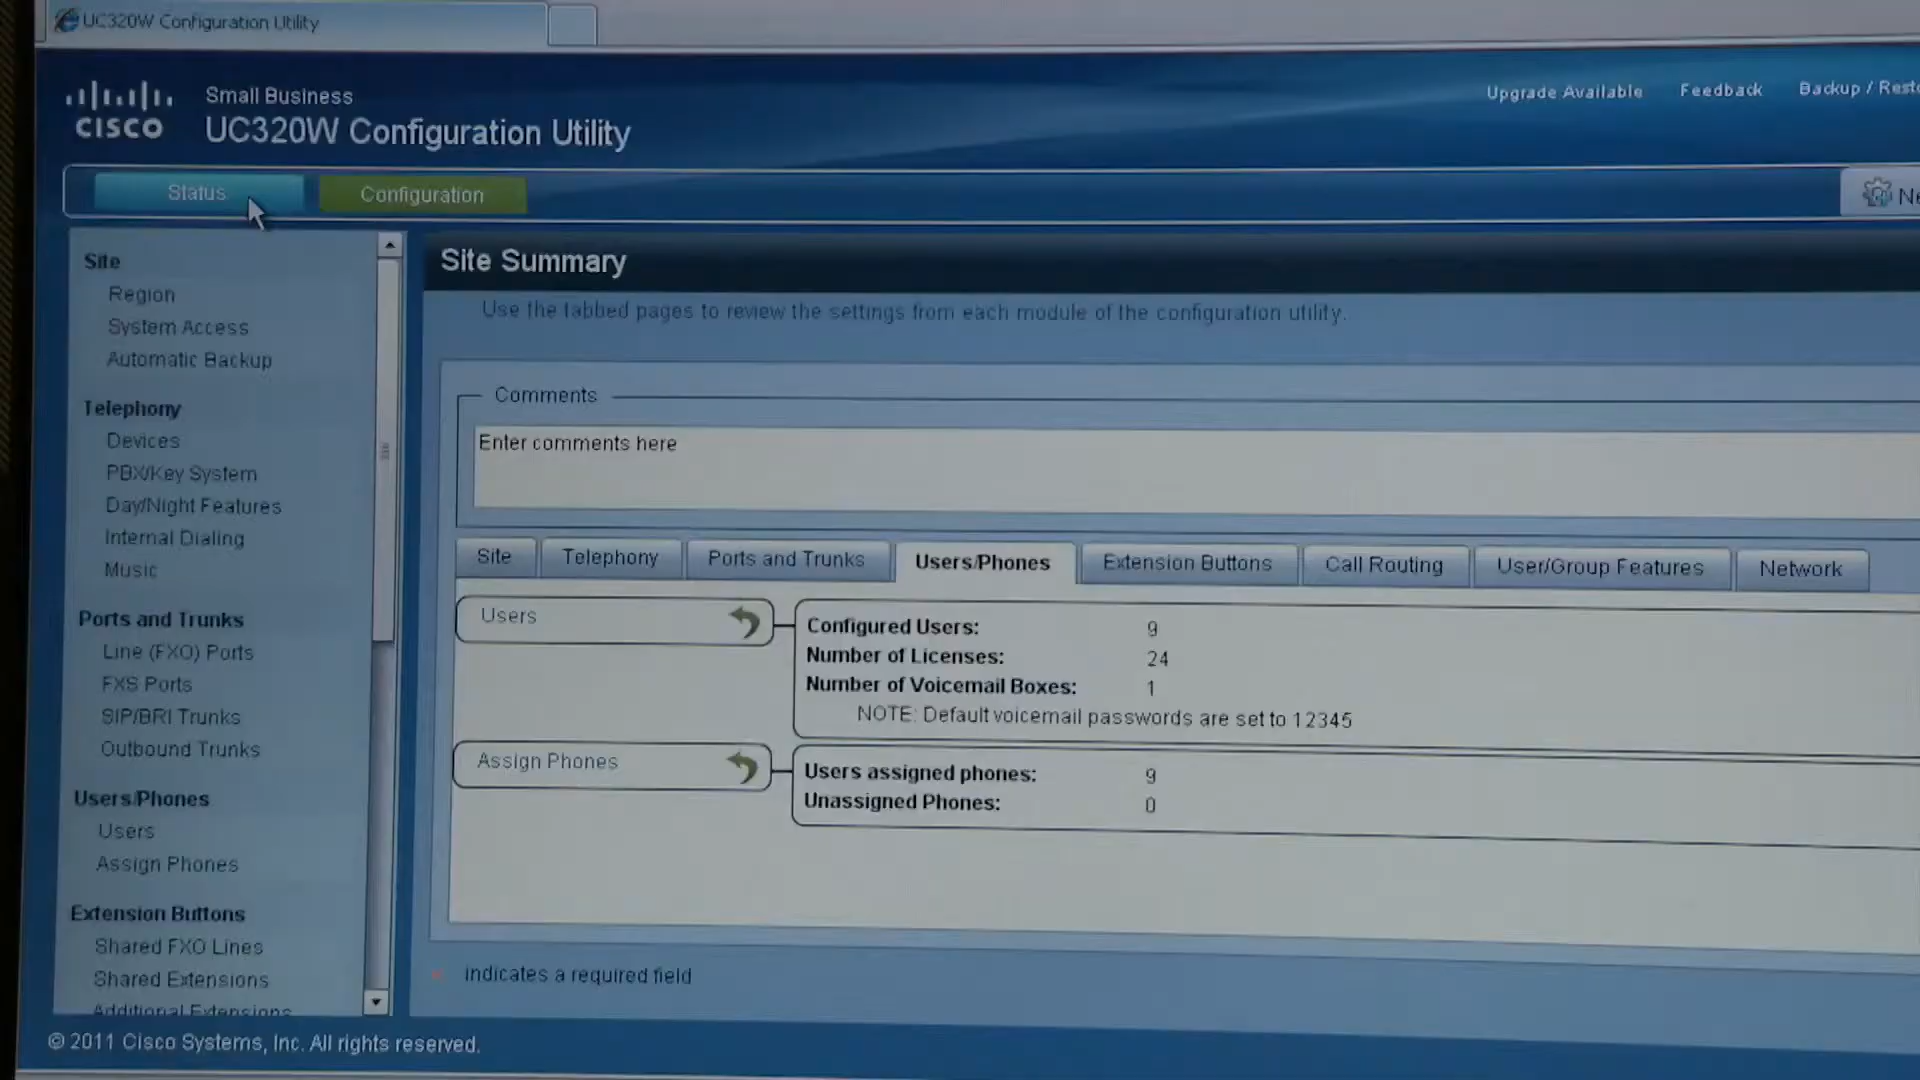 UC320W Configuration Utility
CISCO
Small Business
UC320W Configuration Utility
Upgrade Available
Feedback
Backup /
Status
Configuration
Site
Region
System Access
Automatic Backup
Telephony
Devices
PBX/Key System
Day/Night Features
Internal Dialing
Music
Ports and Trunks
Line (FXO) Ports
FXS Ports
SIP/BRI Trunks
Outbound Trunks
Users/Phones
Users
Assign Phones
Extension Buttons
Shared FXO Lines
Shared Extensions
Additional Extensions
Site Summary
Use the tabbed pages to review the settings from each module of the configuration utility.
Comments
Enter comments here
Site
Telephony
Ports and Trunks
Users/Phones
Extension Buttons
Call Routing
User/Group Features
Network
Users
Configured Users: 9
Number of Licenses: 24
Number of Voicemail Boxes: 1
NOTE: Default voicemail passwords are set to 12345
Assign Phones
Users assigned phones: 9
Unassigned Phones: 0
indicates a required field
© 2011 Cisco Systems, Inc. All rights reserved.